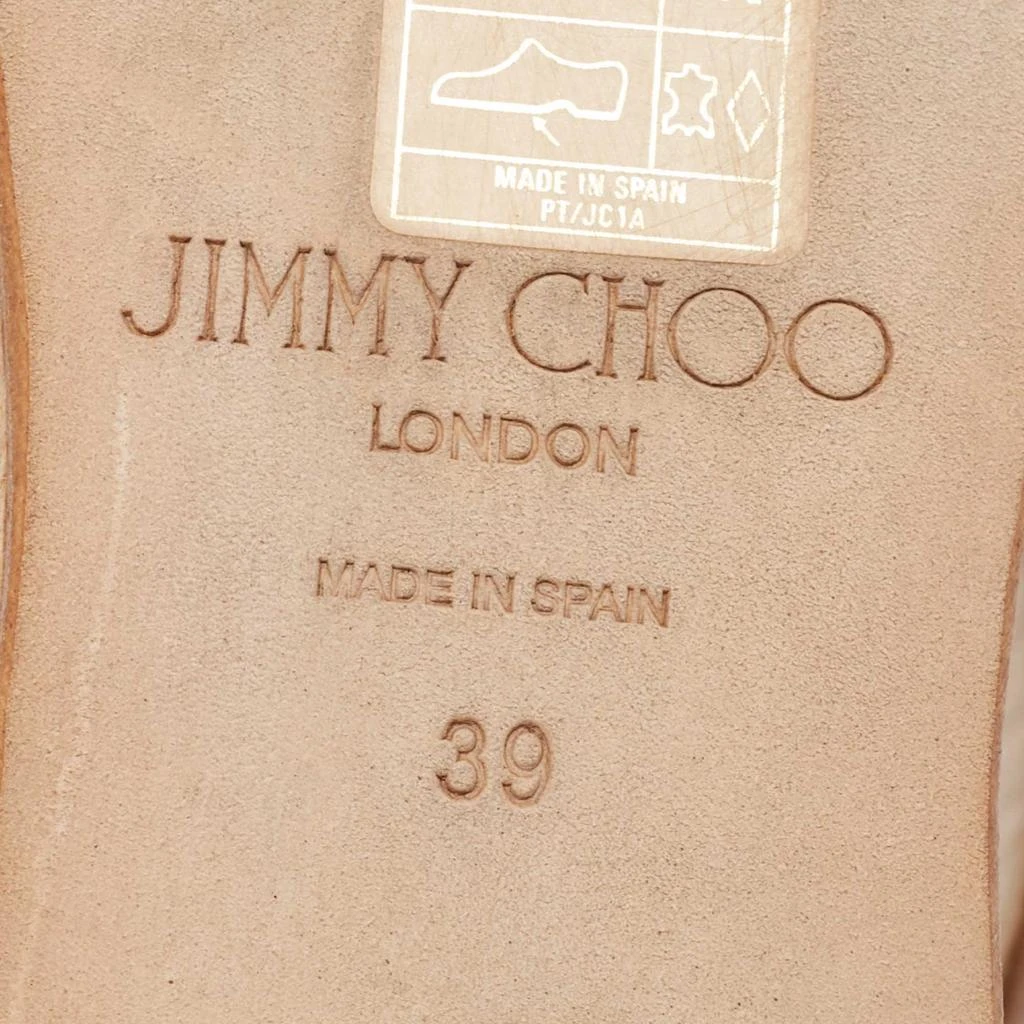 MADE IN SPAIN
PT/JC1A
JIMMY CHOO
LONDON
MADE IN SPAIN
39